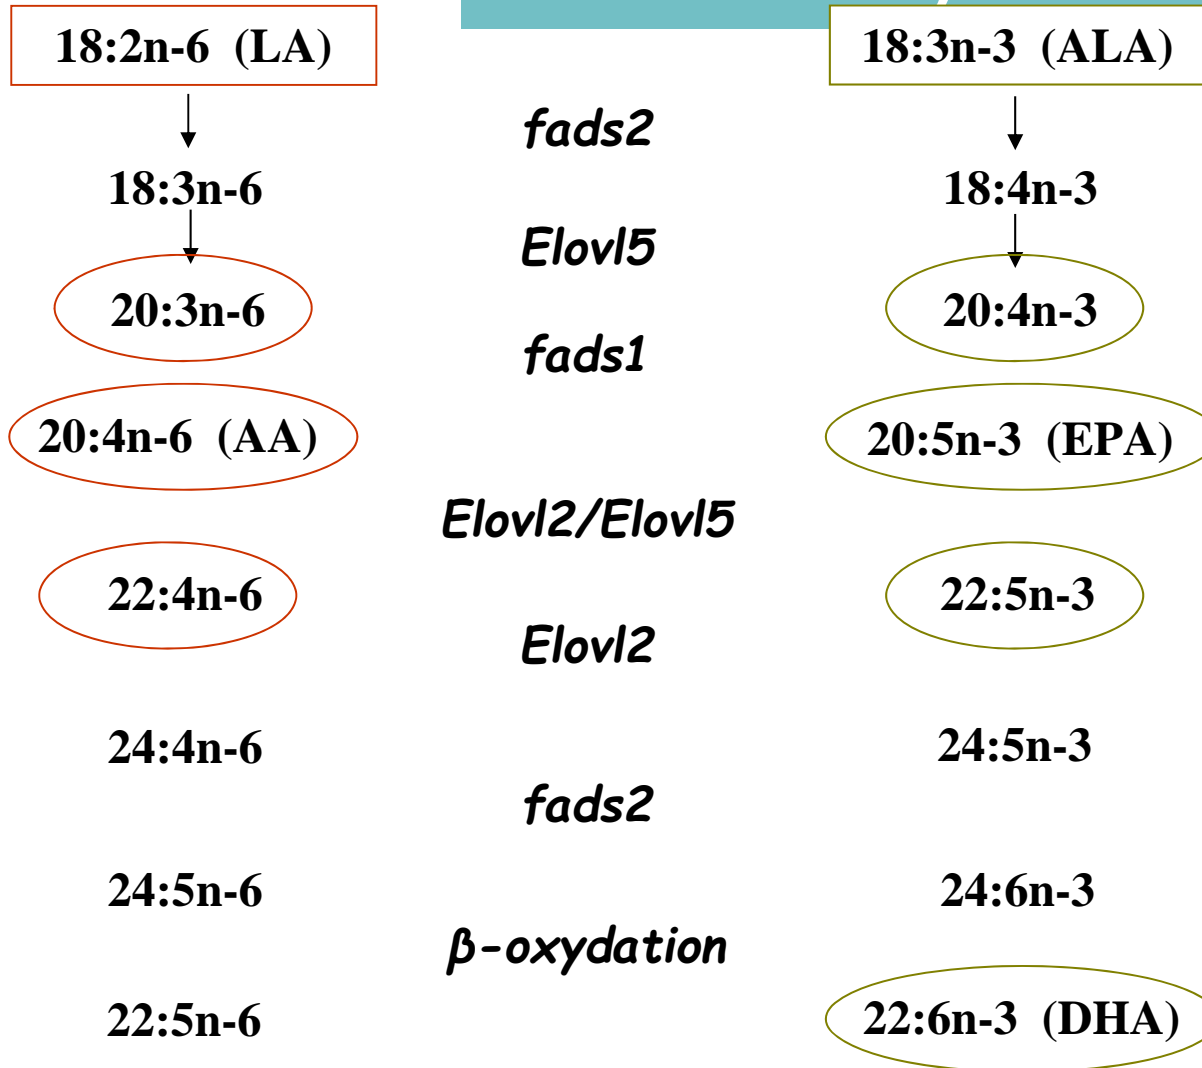 18:2n-6 (LA)
18:3n-3 (ALA)
fads2
18:3n-6
18:4n-3
Elovl5
20:3n-6
20:4n-3
fads1
20:4n-6 (AA)
20:5n-3 (EPA)
Elovl2/Elovl5
22:4n-6
22:5n-3
Elovl2
24:4n-6
24:5n-3
fads2
24:5n-6
24:6n-3
β-oxydation
22:5n-6
22:6n-3 (DHA)